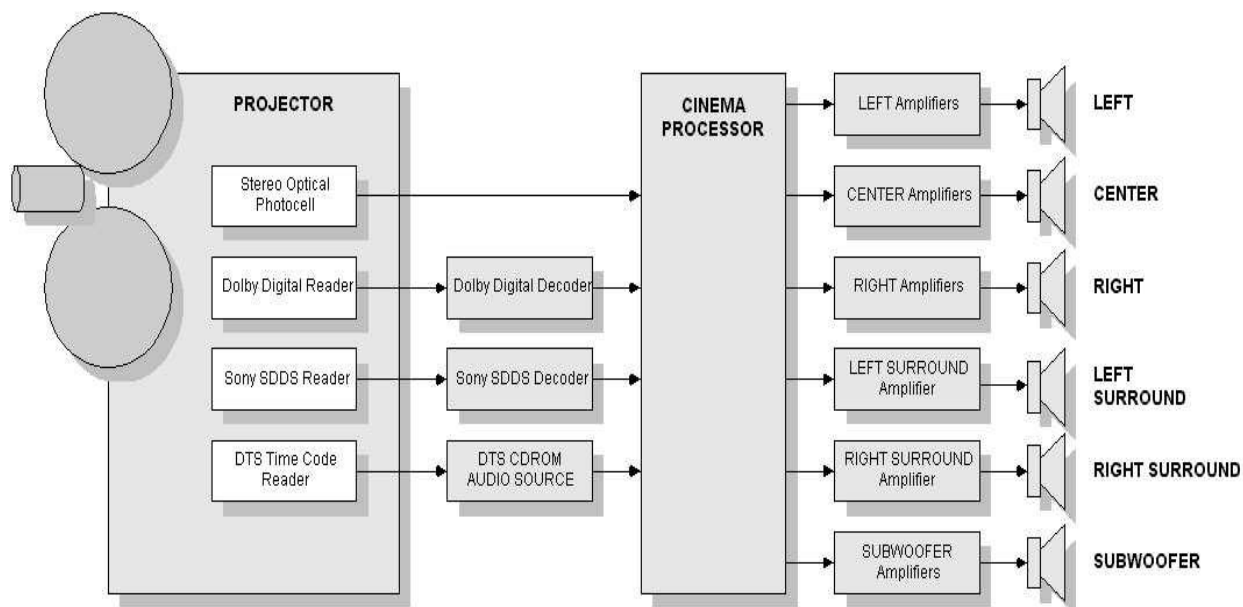 PROJECTOR
Stereo Optical
Photocell
Dolby Digital Reader
Sony SDDS Reader
DTS Time Code
Reader
Dolby Digital Decoder
Sony SDDS Decoder
DTS CDROM
AUDIO SOURCE
CINEMA
PROCESSOR
LEFT Amplifiers
CENTER Amplifiers
RIGHT Amplifiers
LEFT SURROUND
Amplifier
RIGHT SURROUND
Amplifier
SUBWOOFER
Amplifiers
LEFT
CENTER
RIGHT
LEFT
SURROUND
RIGHT SURROUND
SUBWOOFER